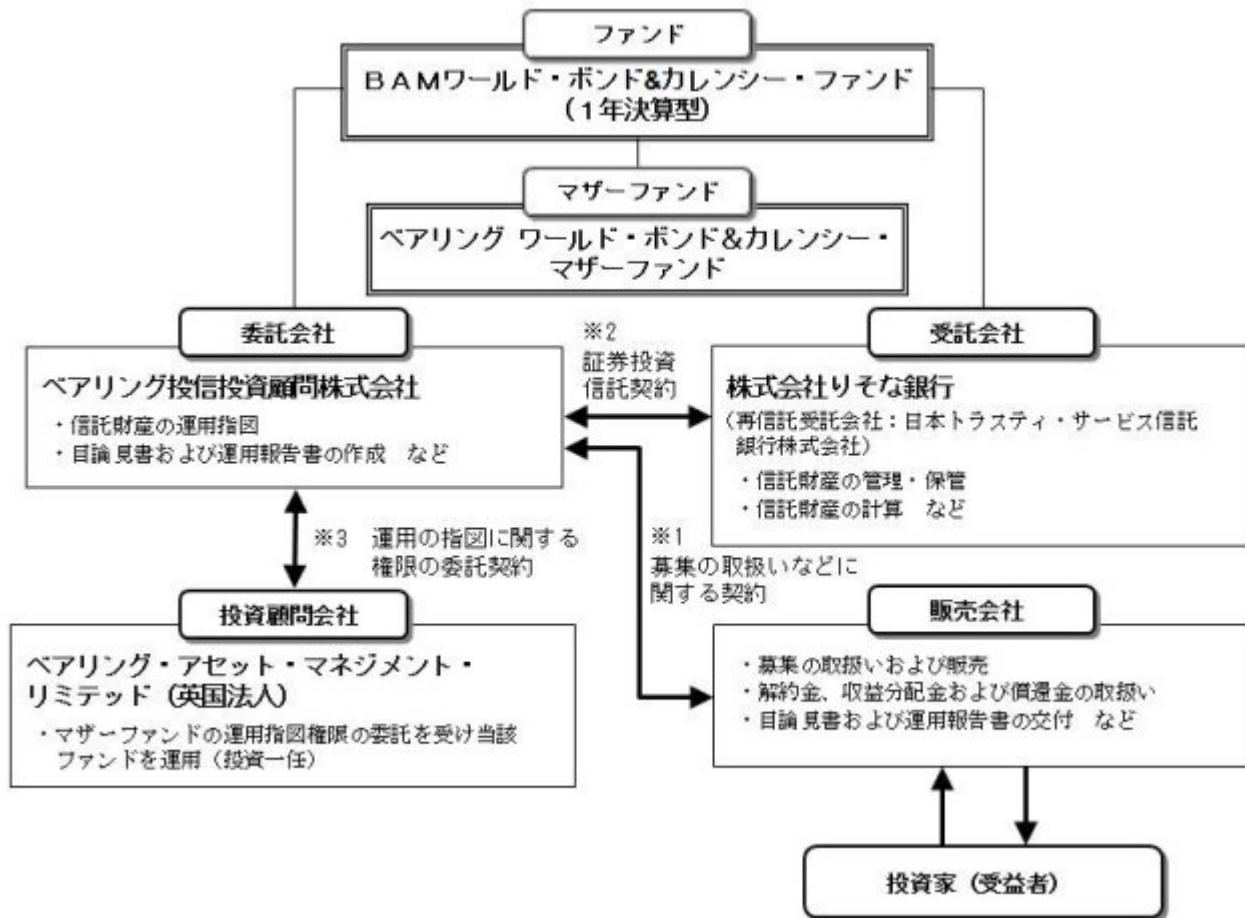 ファンド
BAMワールド・ボンド&カレンシー・ファンド
（１年決算型）
マザーファンド
ベアリング ワールド・ボンド&カレンシー・
マザーファンド
委託会社
ベアリング投信投資顧問株式会社
・信託財産の運用指図
・目論見書および運用報告書の作成　など
※2
証券投資
信託契約
受託会社
株式会社りそな銀行
（再信託受託会社：日本トラスティ・サービス信託
銀行株式会社）
・信託財産の管理・保管
・信託財産の計算　など
※3　運用の指図に関する
権限の委託契約
※1
募集の取扱いなどに
関する契約
投資顧問会社
ベアリング・アセット・マネジメント・
リミテッド（英国法人）
・マザーファンドの運用指図権限の委託を受け当該
ファンドを運用（投資一任）
販売会社
・募集の取扱いおよび販売
・解約金、収益分配金および償還金の取扱い
・目論見書および運用報告書の交付　など
投資家（受益者）